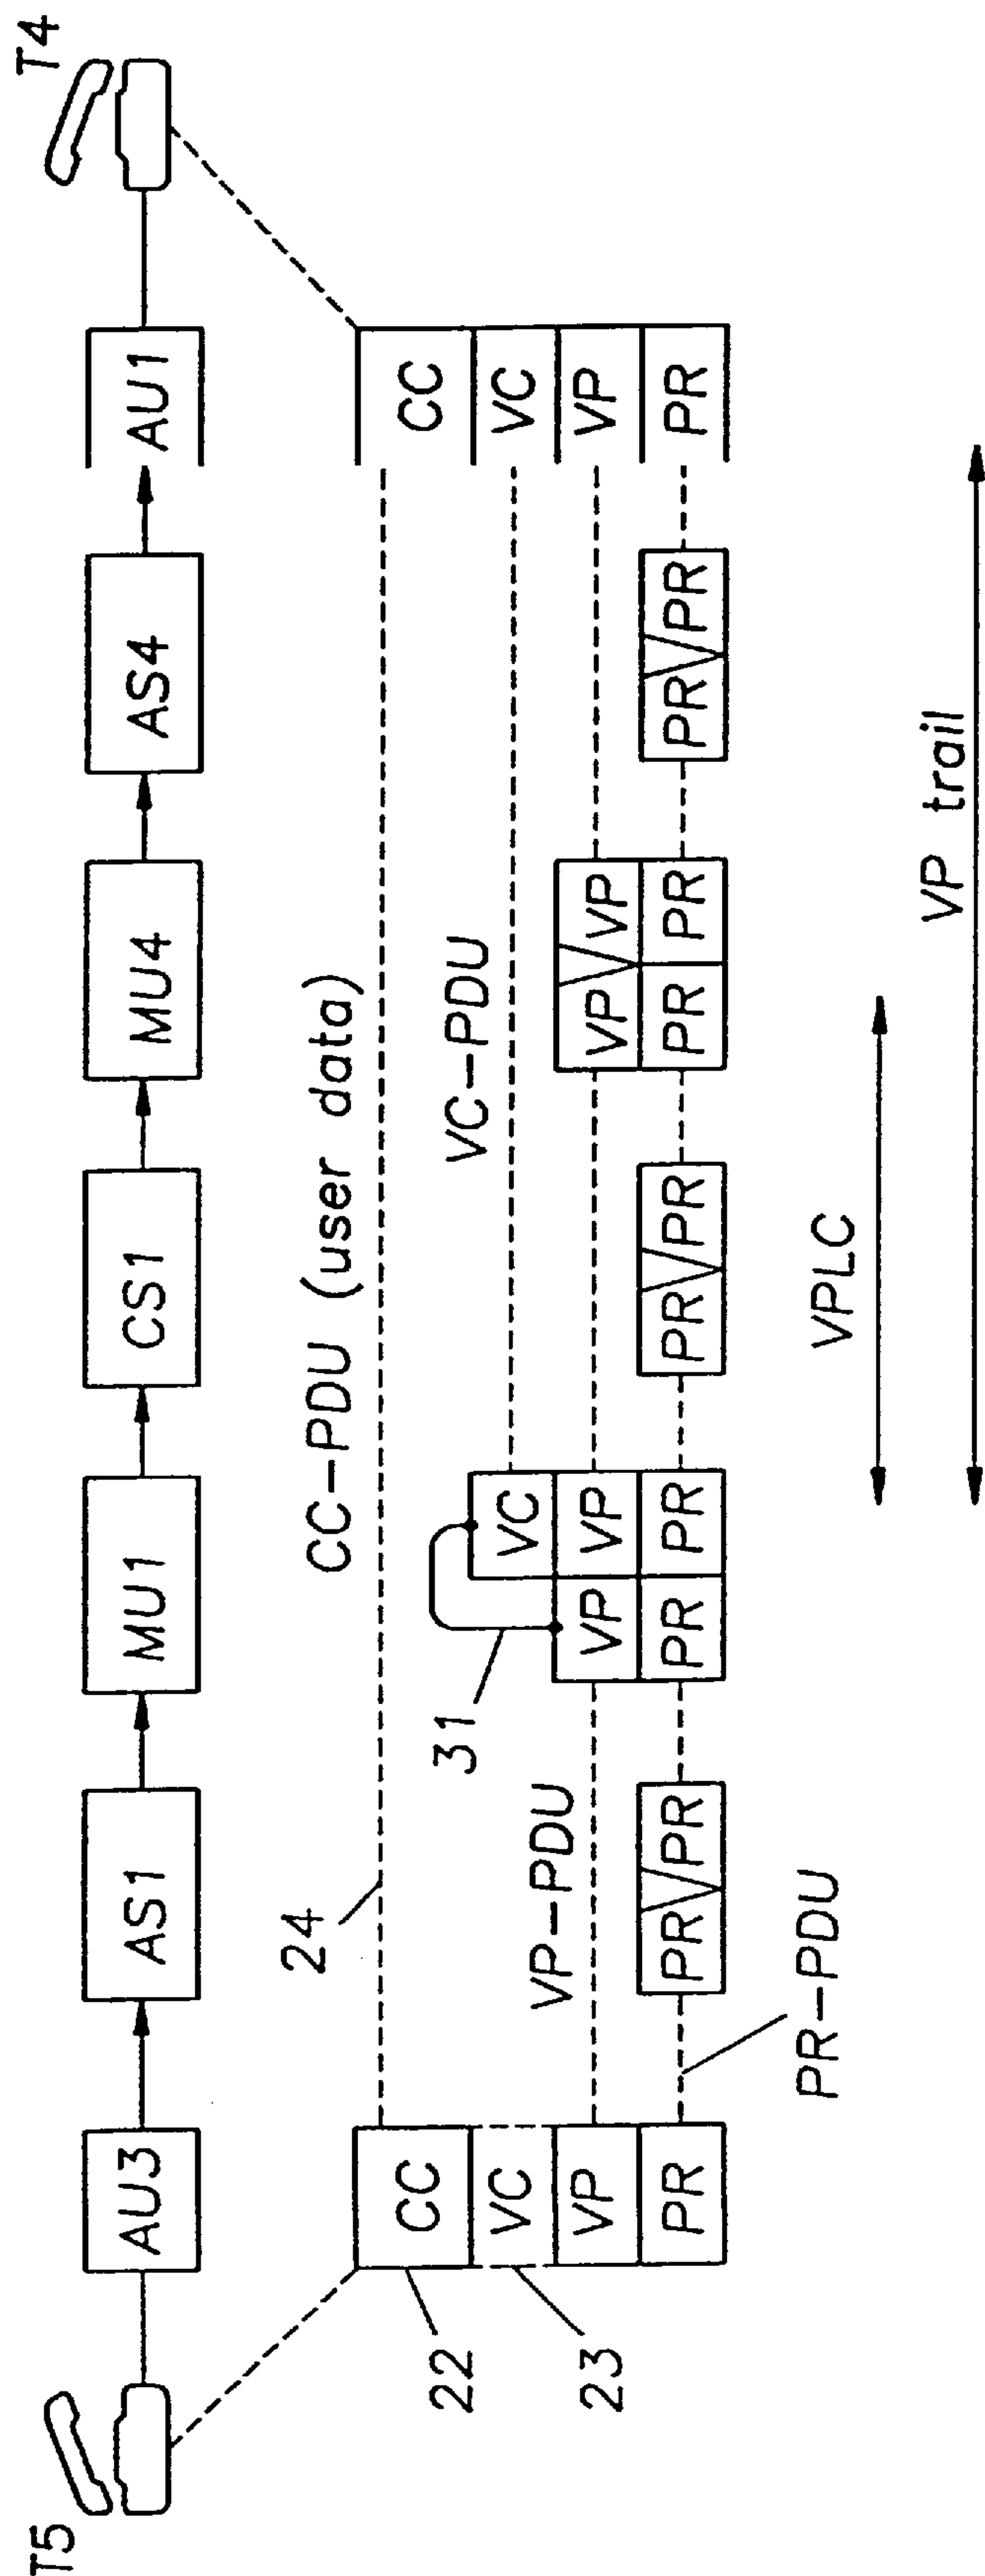 T5
T4
AU3
AS1
MU1
CS1
MU4
AS4
AU1
24
CC–PDU (user data)
22
CC
CC
31
VC–PDU
23
VC
VC
VC
VP–PDU
VP
VP
VP
VP
VP
VP
PR
PR
PR
PR
PR
PR
PR
PR
PR
PR
PR
PR
PR–PDU
VPLC
VP trail